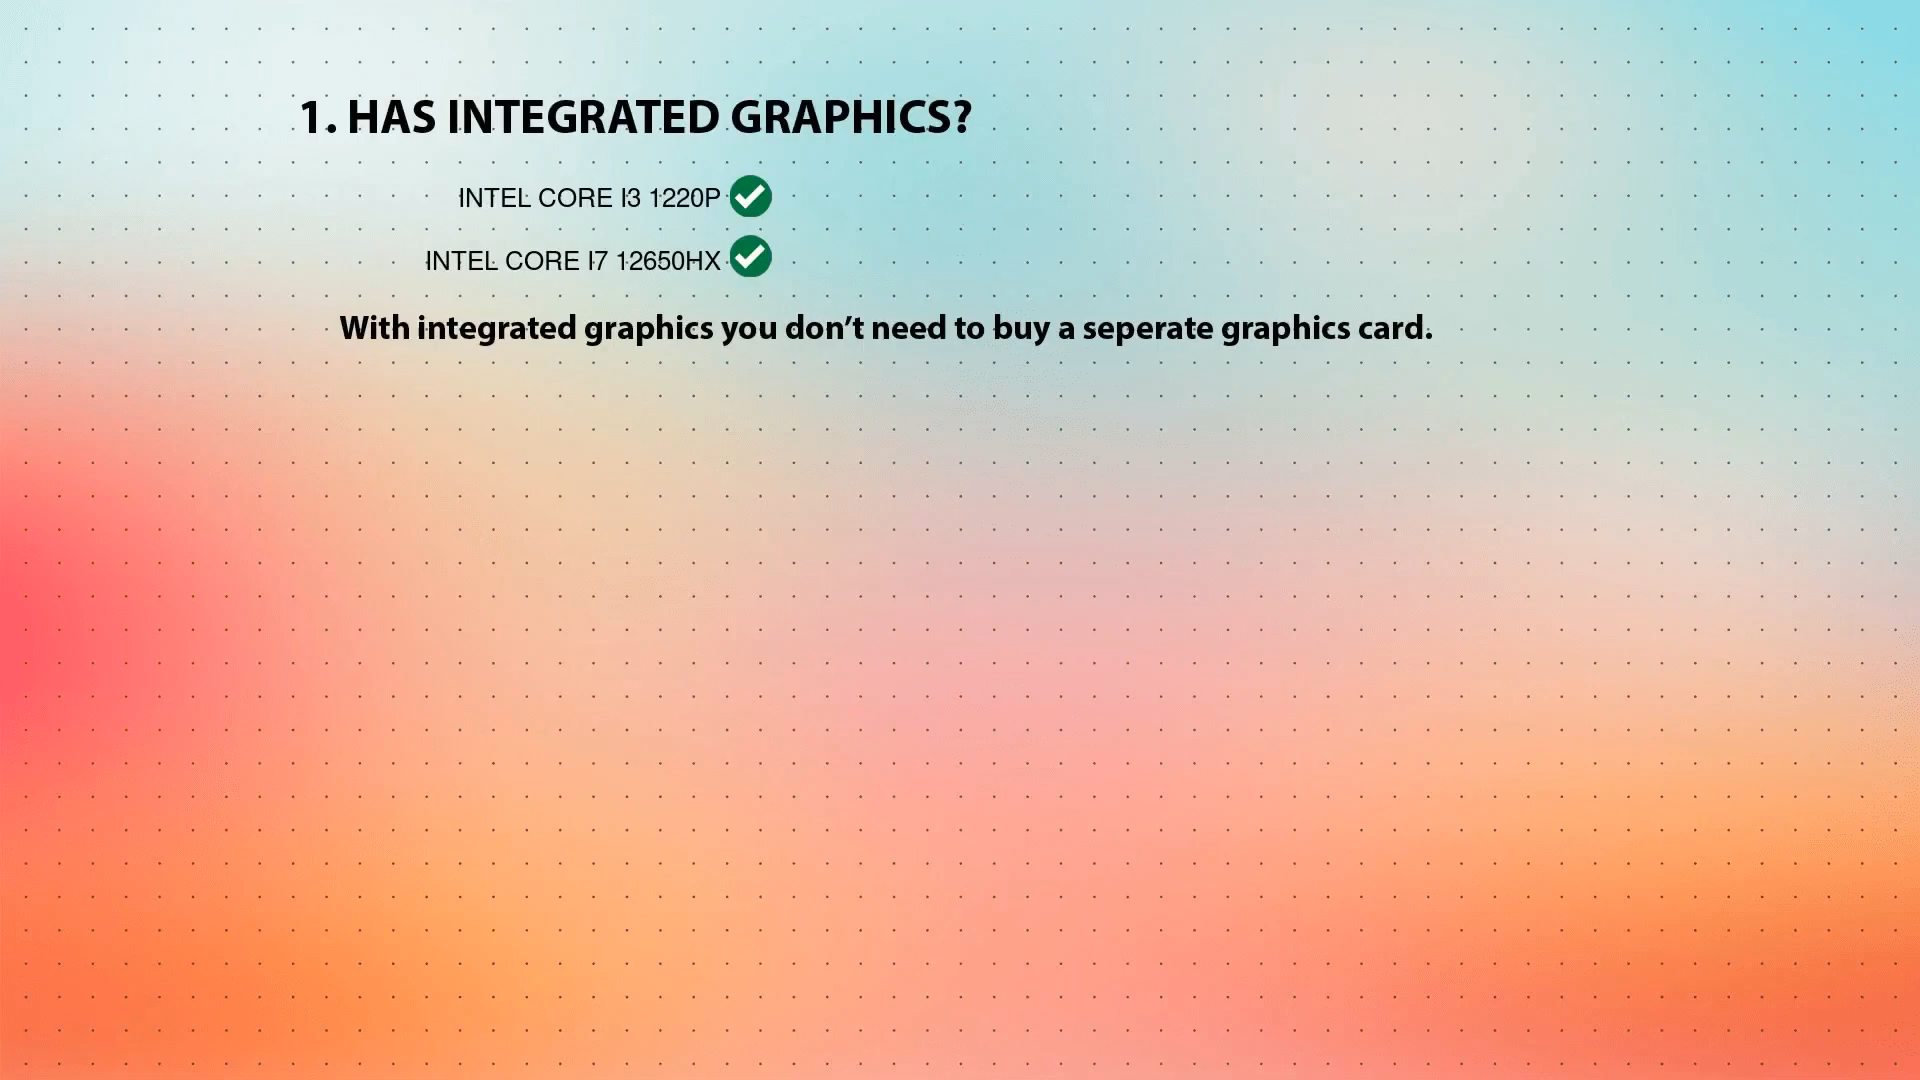 1. HAS INTEGRATED GRAPHICS?
INTEL CORE I3 1220P
INTEL CORE I7 12650HX
With integrated graphics you don’t need to buy a seperate graphics card.